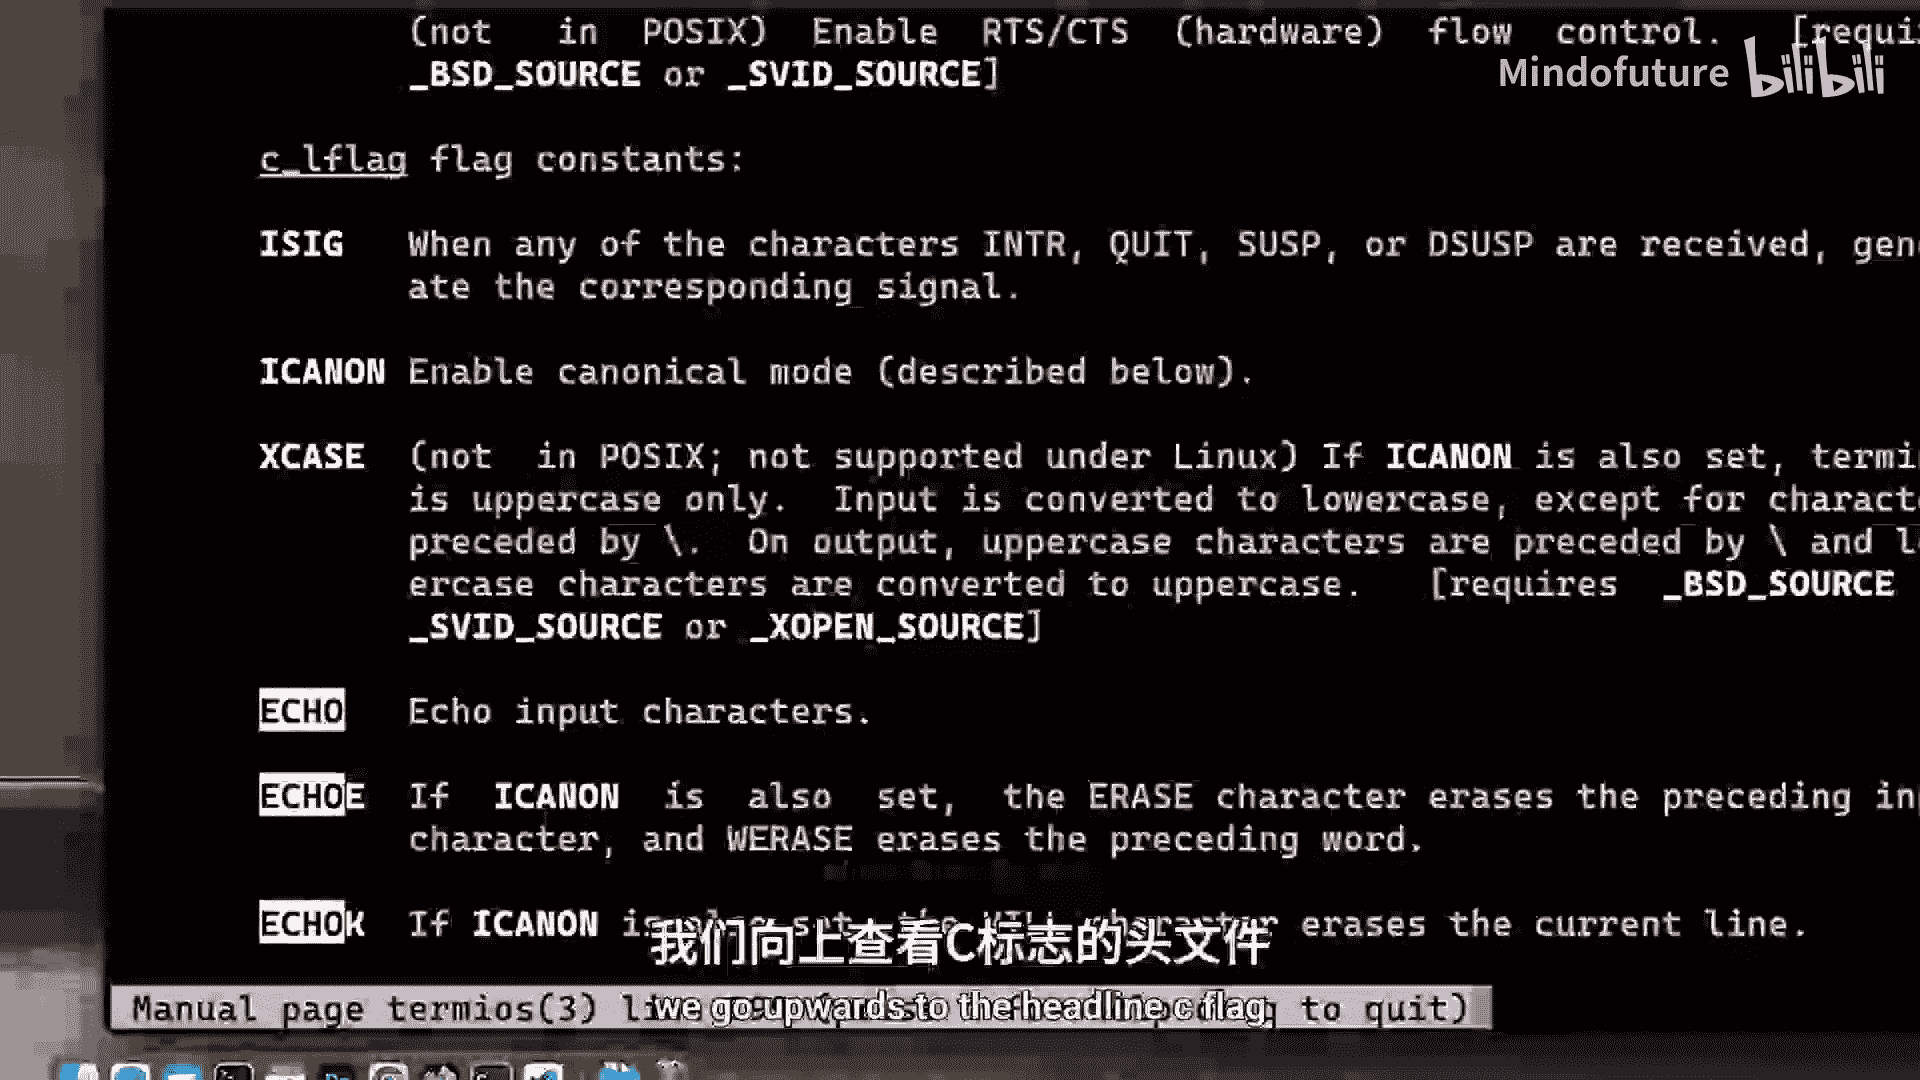 (not in POSIX) Enable RTS/CTS (hardware) flow control. [requi
_BSD_SOURCE or _SVID_SOURCE]
Mindofuture bilibili
c_lflag flag constants:
ISIG When any of the characters INTR, QUIT, SUSP, or DSUSP are received, gen
ate the corresponding signal.
ICANON Enable canonical mode (described below).
XCASE (not in POSIX; not supported under Linux) If ICANON is also set, termi
is uppercase only. Input is converted to lowercase, except for charact
preceded by \. On output, uppercase characters are preceded by \ and l
ercase characters are converted to uppercase. [requires _BSD_SOURCE
_SVID_SOURCE or _XOPEN_SOURCE]
ECHO Echo input characters.
ECHOE If ICANON is also set, the ERASE character erases the preceding in
character, and WERASE erases the preceding word.
ECHOK If ICANON is also set, the character erases the current line.
我们向上查看C标志的头文件
Manual page termios(3) to quit)
we go upwards to the headline c flag,